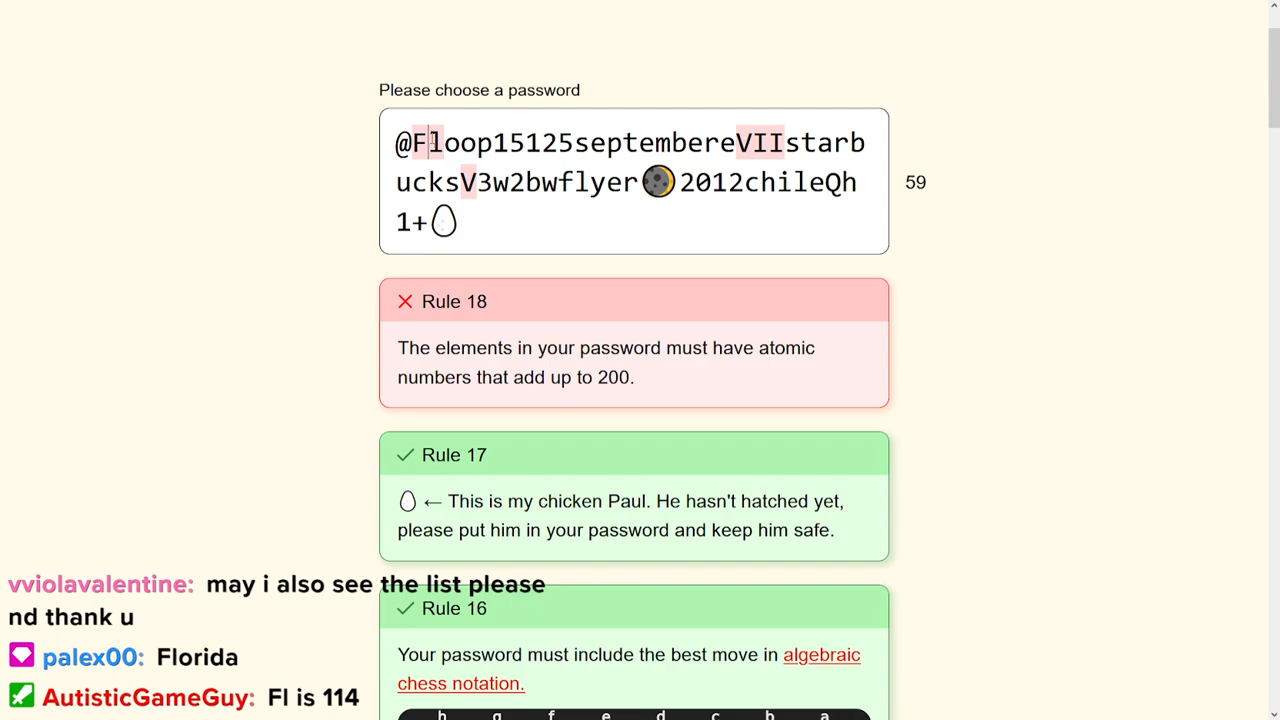 Please choose a password
@Floop15125septembereVIIstarb
ucksV3w2bwflyer🌘2012chileQh
1+🥚
59
Rule 18
The elements in your password must have atomic
numbers that add up to 200.
Rule 17
🥚 ← This is my chicken Paul. He hasn't hatched yet,
please put him in your password and keep him safe.
Rule 16
Your password must include the best move in algebraic
chess notation.
h g f e d c b a
vviolavalentine: may i also see the list please
nd thank u
palex00: Florida
AutisticGameGuy: Fl is 114